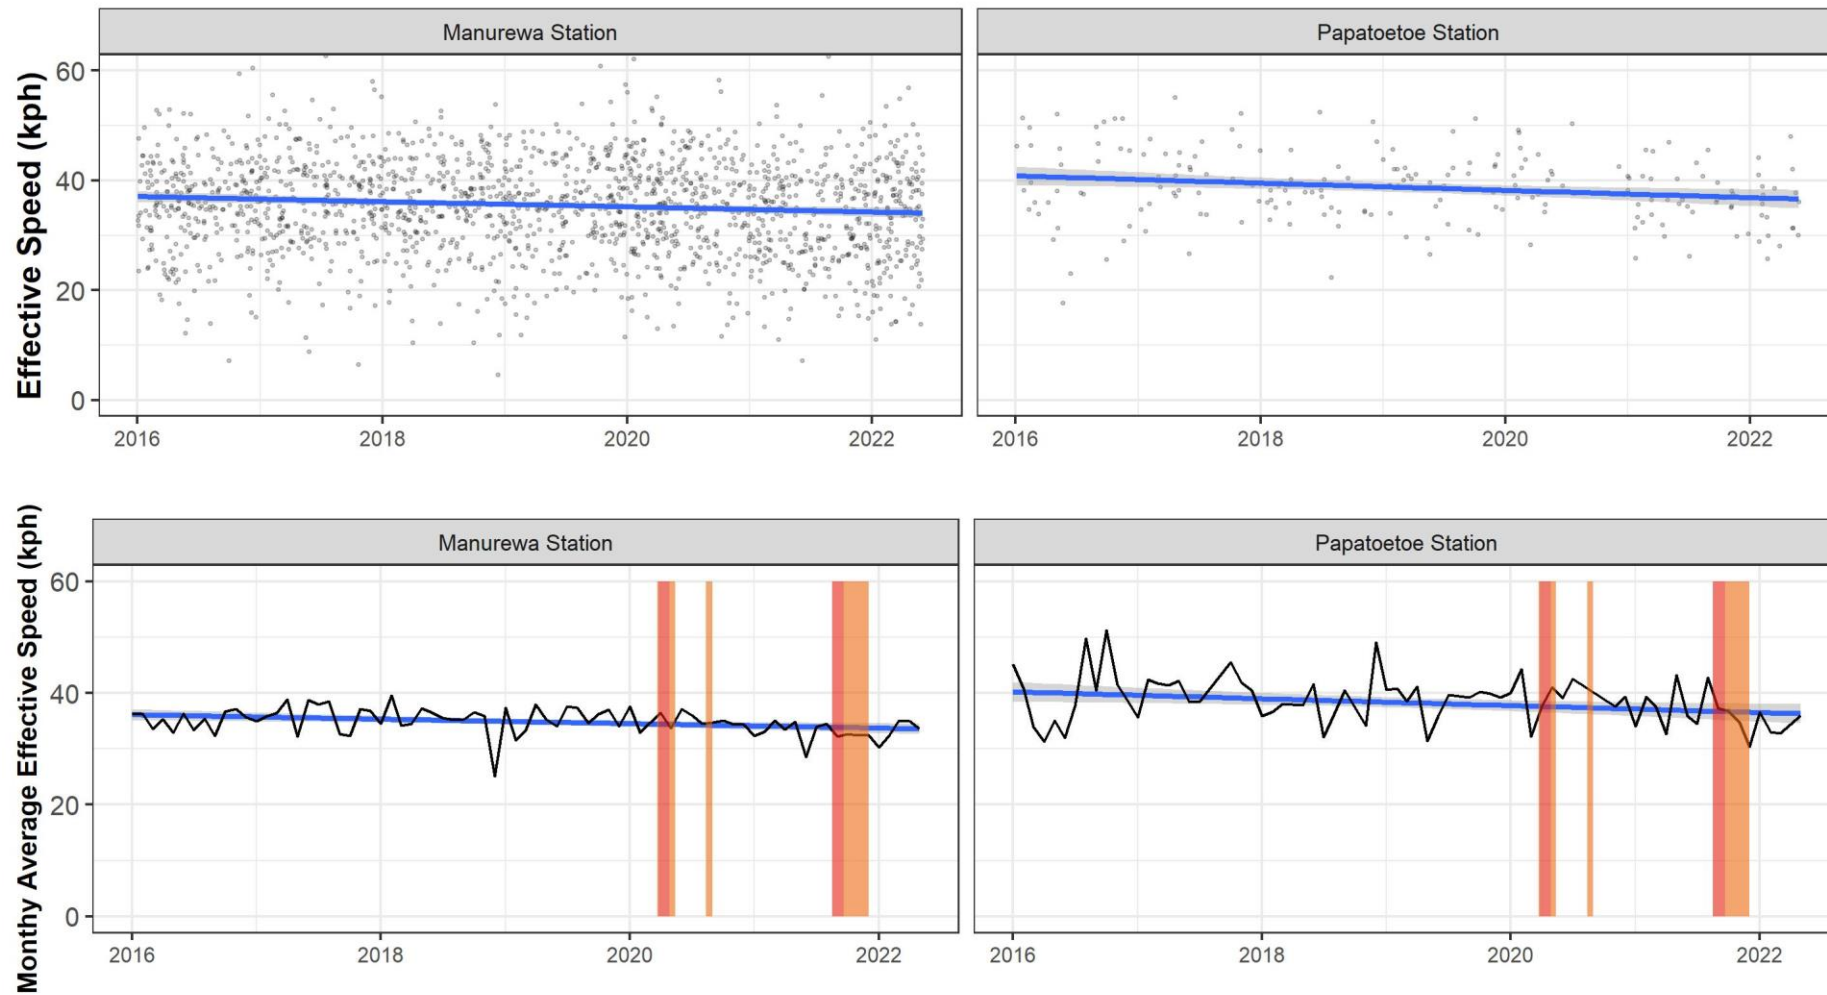 Manurewa Station
Papatoetoe Station
Effective Speed (kph)
60
40
20
0
2016 2018 2020 2022
2016 2018 2020 2022
Manurewa Station
Papatoetoe Station
Monthy Average Effective Speed (kph)
60
40
20
0
2016 2018 2020 2022
2016 2018 2020 2022